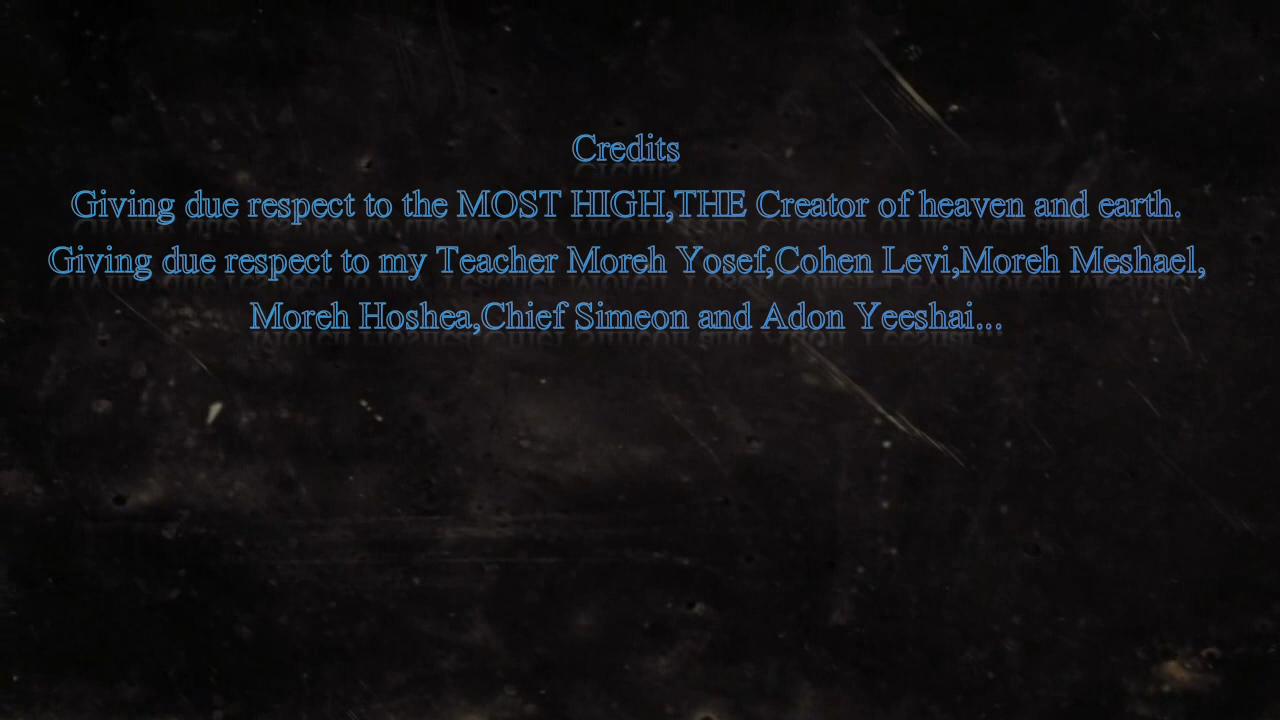 Credits
Giving due respect to the MOST HIGH,THE Creator of heaven and earth.
Giving due respect to my Teacher Moreh Yosef,Cohen Levi,Moreh Meshael,
Moreh Hoshea,Chief Simeon and Adon Yeeshai...